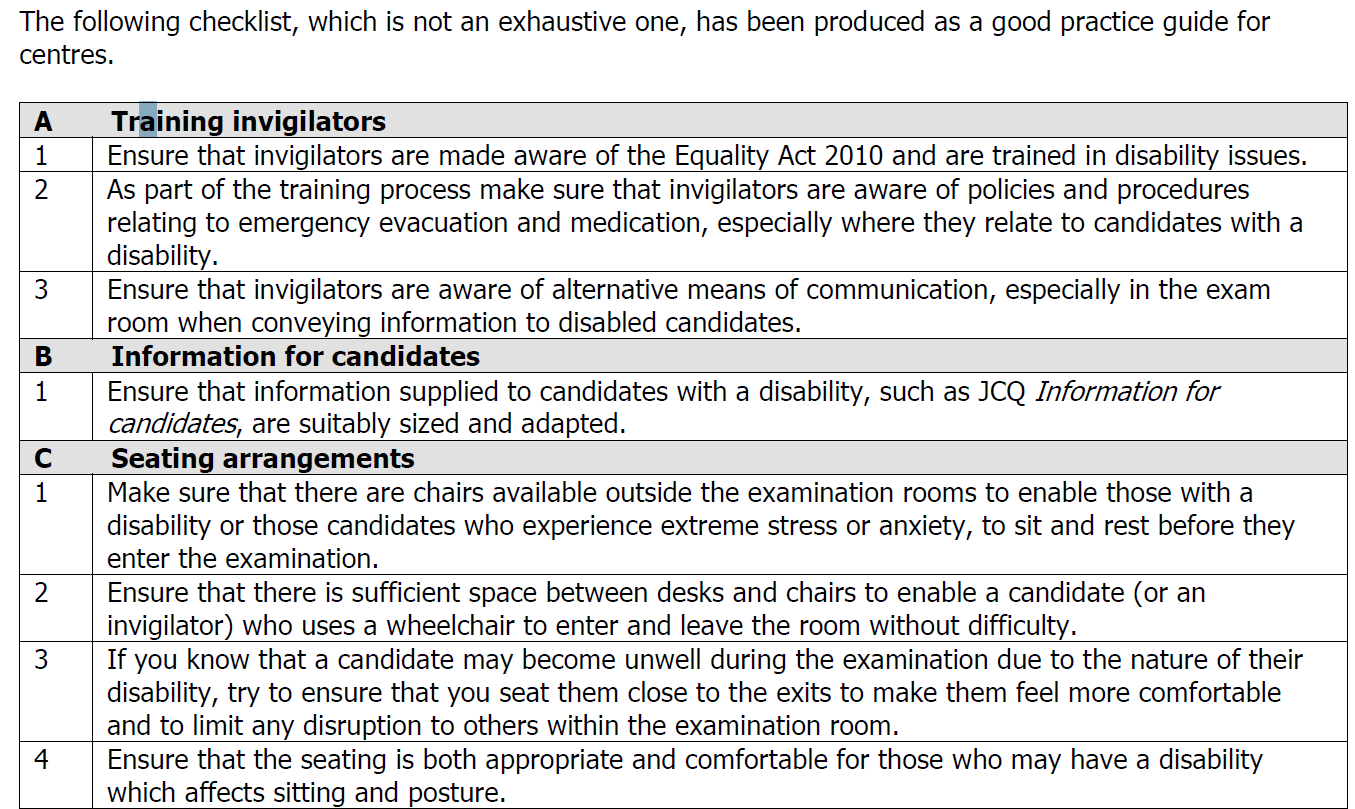 The following checklist, which is not an exhaustive one, has been produced as a good practice guide for
centres.
A Training invigilators
1 Ensure that invigilators are made aware of the Equality Act 2010 and are trained in disability issues.
2 As part of the training process make sure that invigilators are aware of policies and procedures
relating to emergency evacuation and medication, especially where they relate to candidates with a
disability.
3 Ensure that invigilators are aware of alternative means of communication, especially in the exam
room when conveying information to disabled candidates.
B Information for candidates
1 Ensure that information supplied to candidates with a disability, such as JCQ Information for
candidates, are suitably sized and adapted.
C Seating arrangements
1 Make sure that there are chairs available outside the examination rooms to enable those with a
disability or those candidates who experience extreme stress or anxiety, to sit and rest before they
enter the examination.
2 Ensure that there is sufficient space between desks and chairs to enable a candidate (or an
invigilator) who uses a wheelchair to enter and leave the room without difficulty.
3 If you know that a candidate may become unwell during the examination due to the nature of their
disability, try to ensure that you seat them close to the exits to make them feel more comfortable
and to limit any disruption to others within the examination room.
4 Ensure that the seating is both appropriate and comfortable for those who may have a disability
which affects sitting and posture.